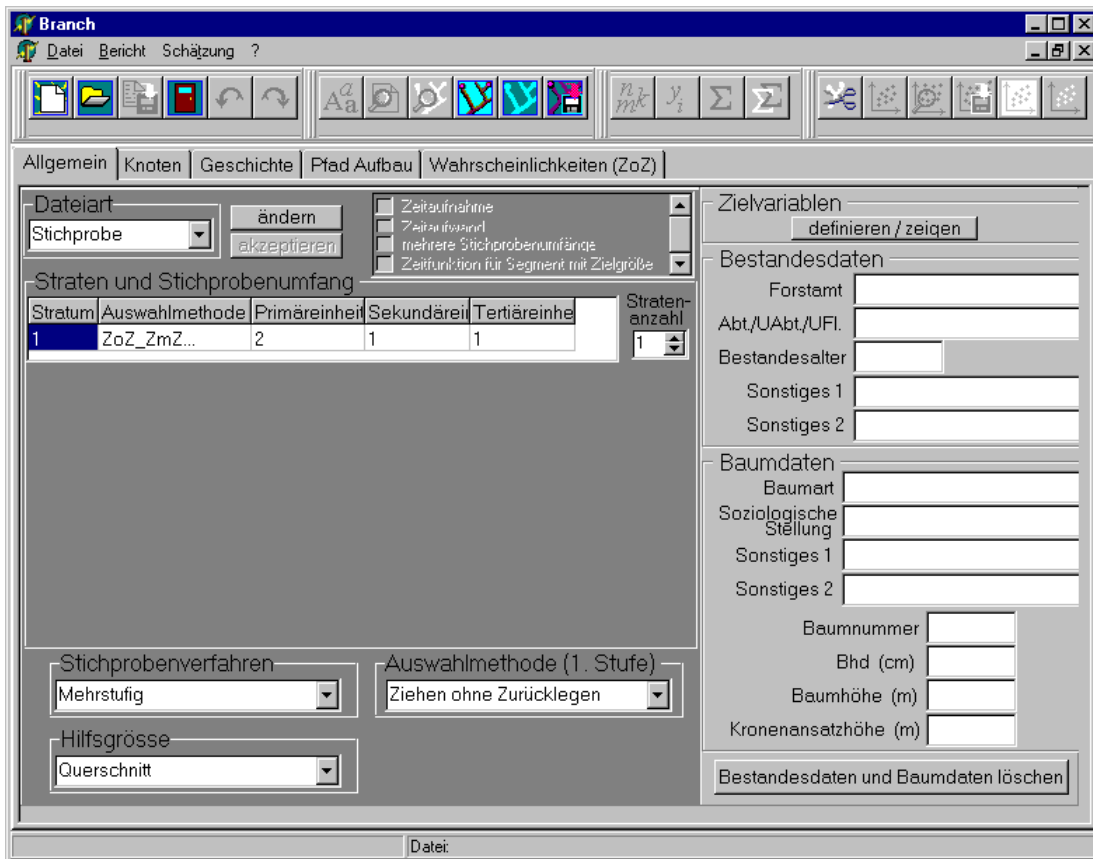 Branch
Datei Bericht Schätzung ?
Allgemein Knoten Geschichte Pfad Aufbau Wahrscheinlichkeiten (ZoZ)
Dateiart
Stichprobe
ändern
akzeptieren
Zeitaufnahme
Zeitaufwand
mehrere Stichprobenumfänge
Zeitfunktion für Segment mit Zielgröße
Straten und Stichprobenumfang
Stratum Auswahlmethode Primäreinheit Sekundäreii Tertiäreinhe
1 ZoZ_ZmZ... 2 1 1
Straten-
anzahl
1
Stichprobenverfahren
Mehrstufig
Auswahlmethode (1. Stufe)
Ziehen ohne Zurücklegen
Hilfsgrösse
Querschnitt
Zielvariablen
definieren / zeigen
Bestandesdaten
Forstamt
Abt./UAbt./UFl.
Bestandesalter
Sonstiges 1
Sonstiges 2
Baumdaten
Baumart
Soziologische
Stellung
Sonstiges 1
Sonstiges 2
Baumnummer
Bhd (cm)
Baumhöhe (m)
Kronenansatzhöhe (m)
Bestandesdaten und Baumdaten löschen
Datei: